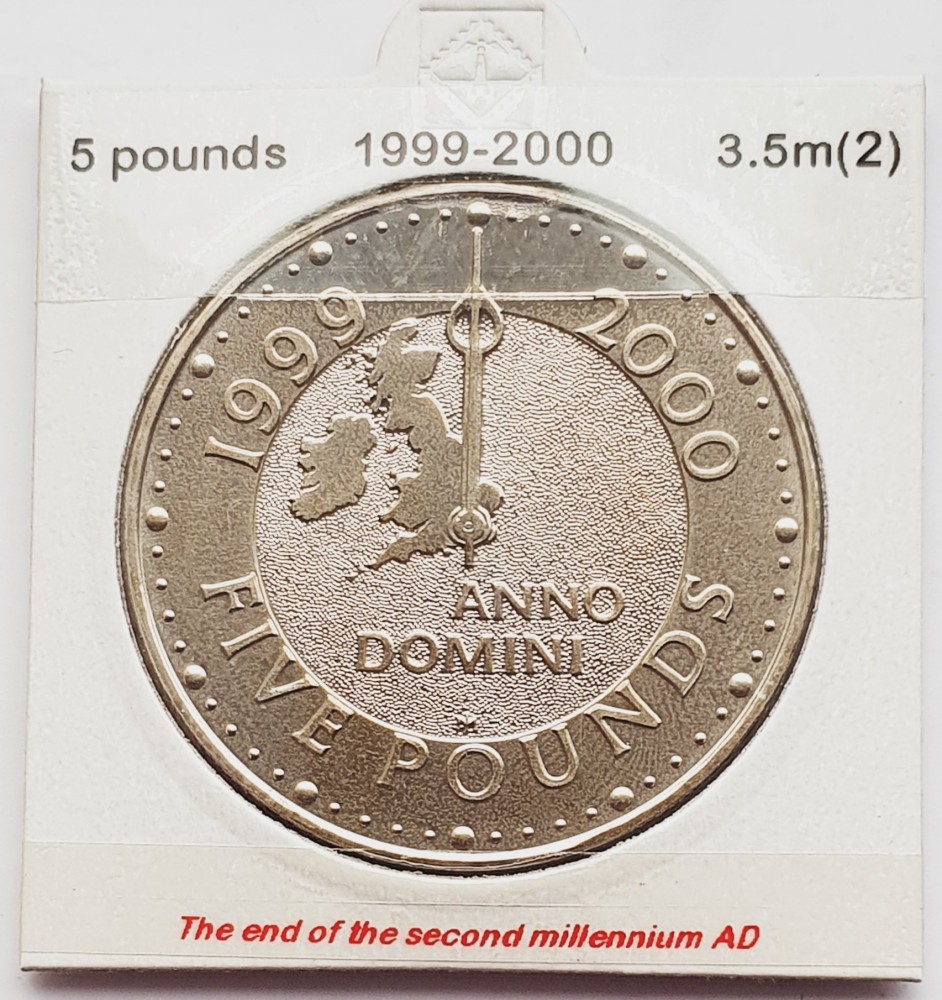 5 pounds 1999-2000 3.5m(2)
1999 2000
ANNO
DOMINI
FIVE POUNDS
The end of the second millennium AD